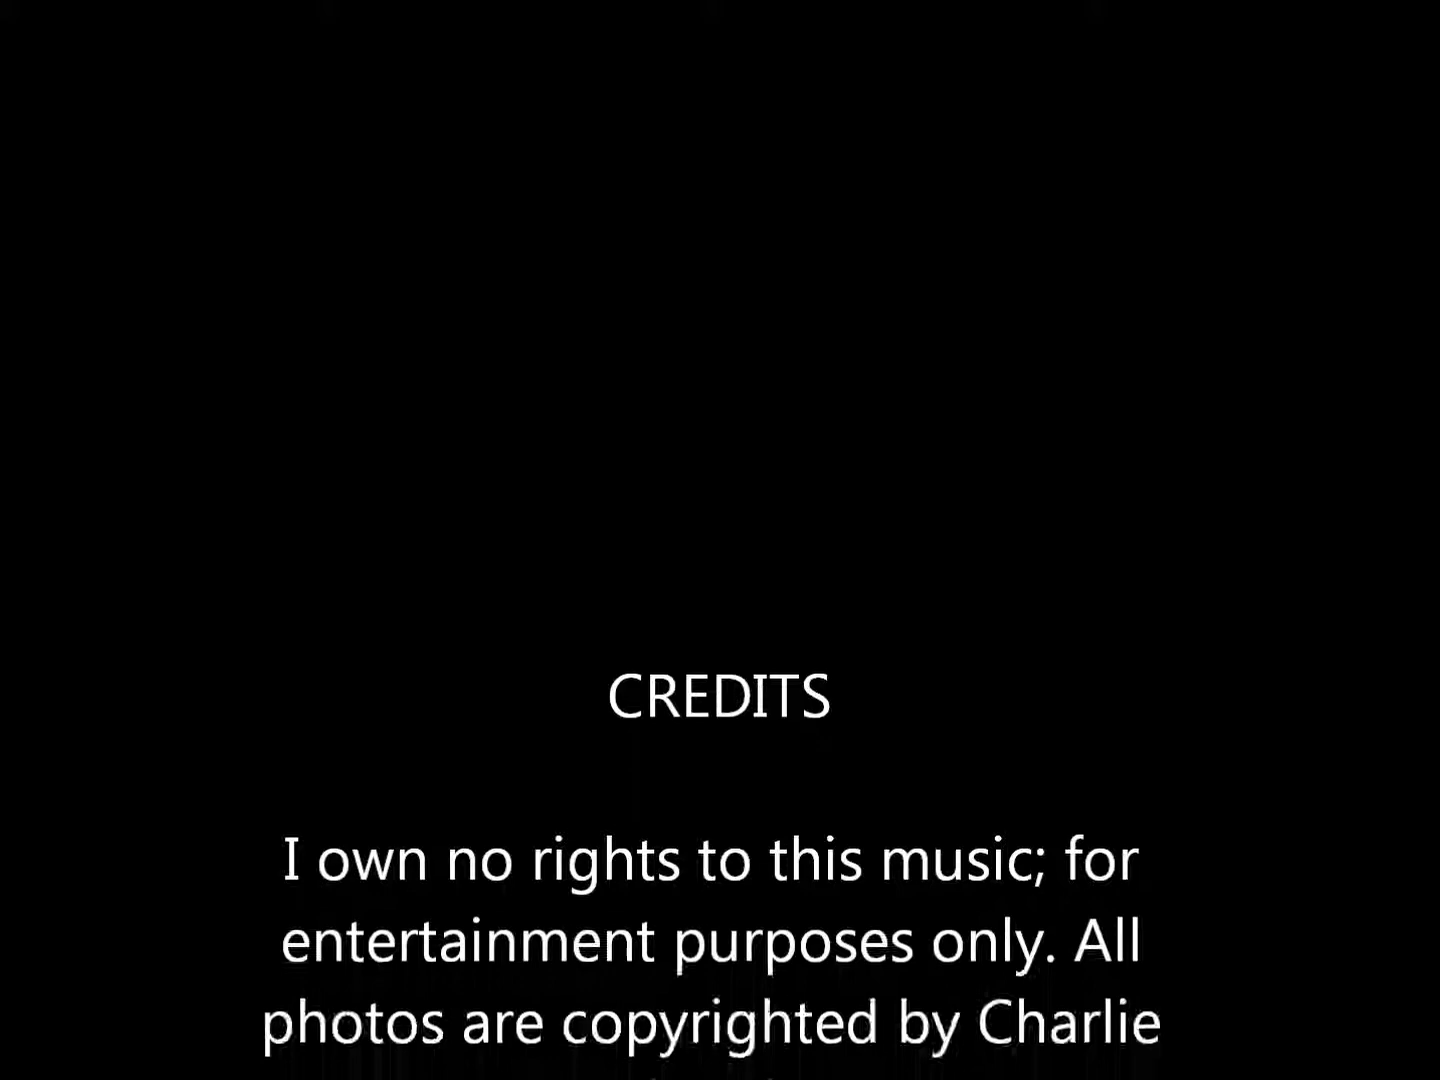 CREDITS
I own no rights to this music; for
entertainment purposes only. All
photos are copyrighted by Charlie